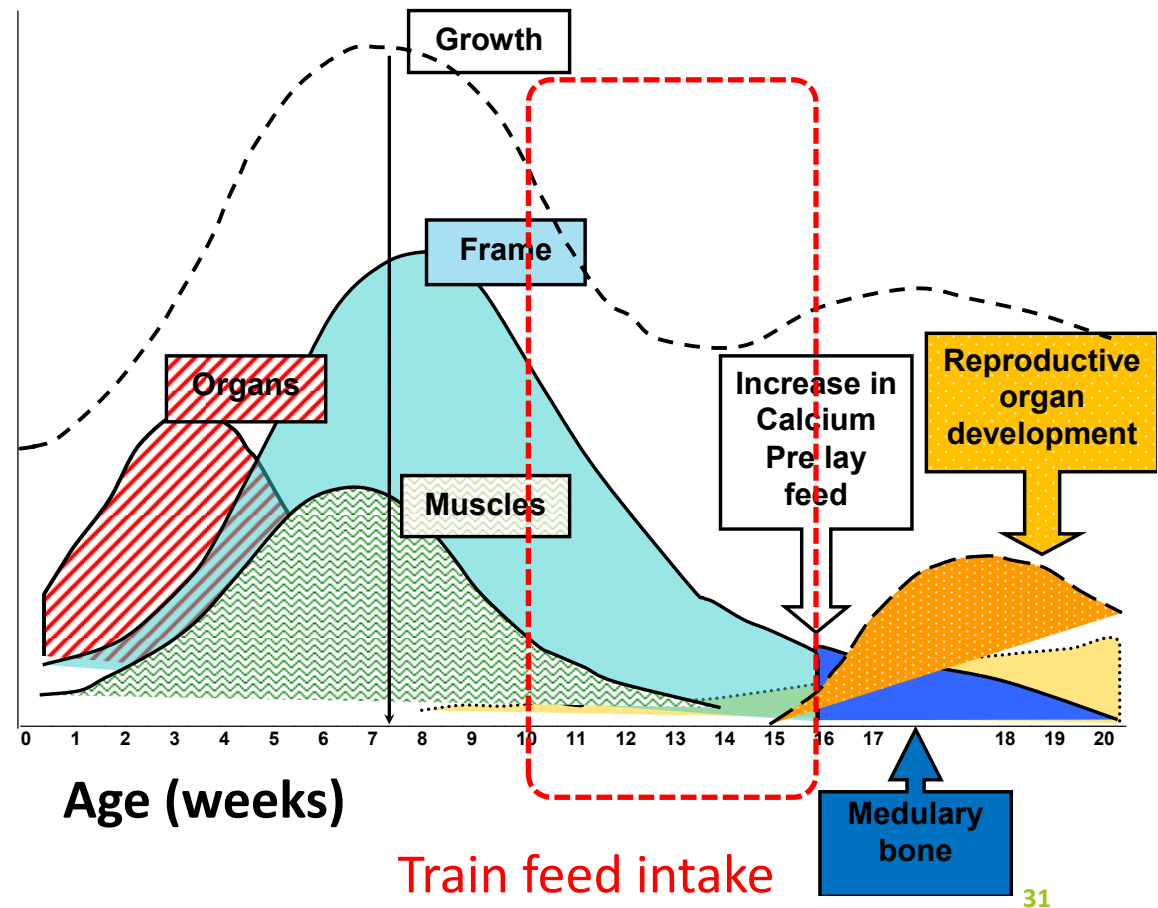 Growth
Frame
Organs
Muscles
Increase in
Calcium
Pre lay
feed
Reproductive
organ
development
0 1 2 3 4 5 6 7 8 9 10 11 12 13 14 15 16 17 18 19 20
Age (weeks)
Medulary
bone
Train feed intake
31